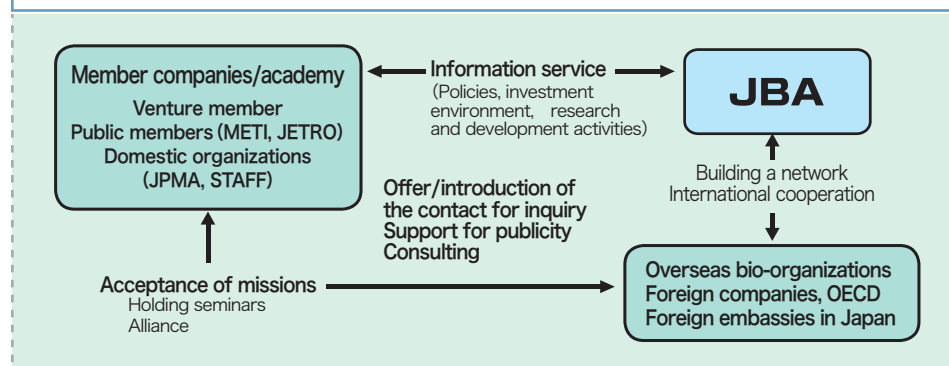 Member companies/academy
Venture member
Public members (METI, JETRO)
Domestic organizations
(JPMA, STAFF)
Information service
(Policies, investment
environment, research
and development activities)
JBA
Building a network
International cooperation
Offer/introduction of
the contact for inquiry
Support for publicity
Consulting
Acceptance of missions
Holding seminars
Alliance
Overseas bio-organizations
Foreign companies, OECD
Foreign embassies in Japan